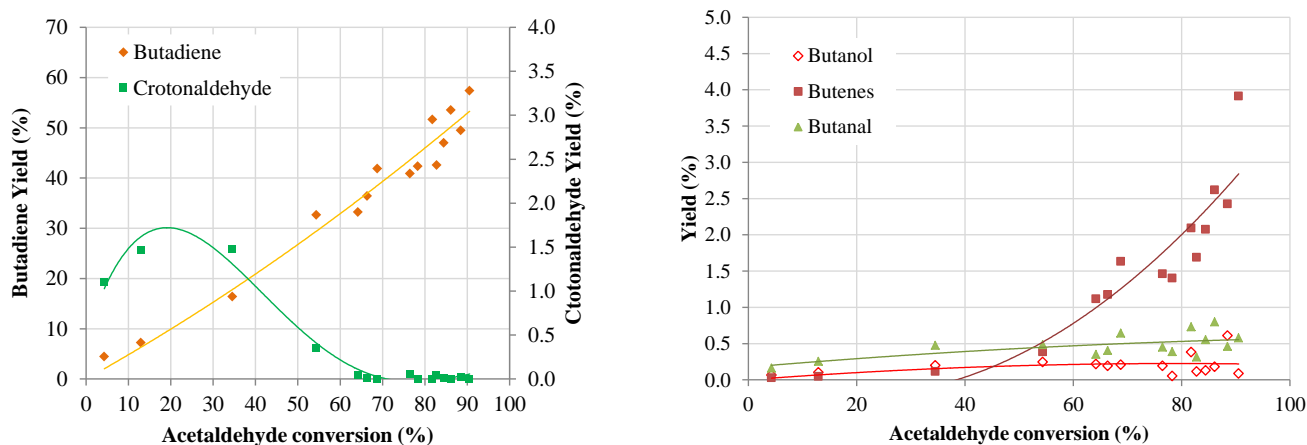 70
60
50
40
30
20
10
0
4.0
3.5
3.0
2.5
2.0
1.5
1.0
0.5
0.0
0 10 20 30 40 50 60 70 80 90 100
Butadiene Yield (%)
Ctotonaldehyde Yield (%)
Acetaldehyde conversion (%)
Butadiene
Crotonaldehyde
5.0
4.5
4.0
3.5
3.0
2.5
2.0
1.5
1.0
0.5
0.0
0 20 40 60 80 100
Yield (%)
Acetaldehyde conversion (%)
Butanol
Butenes
Butanal